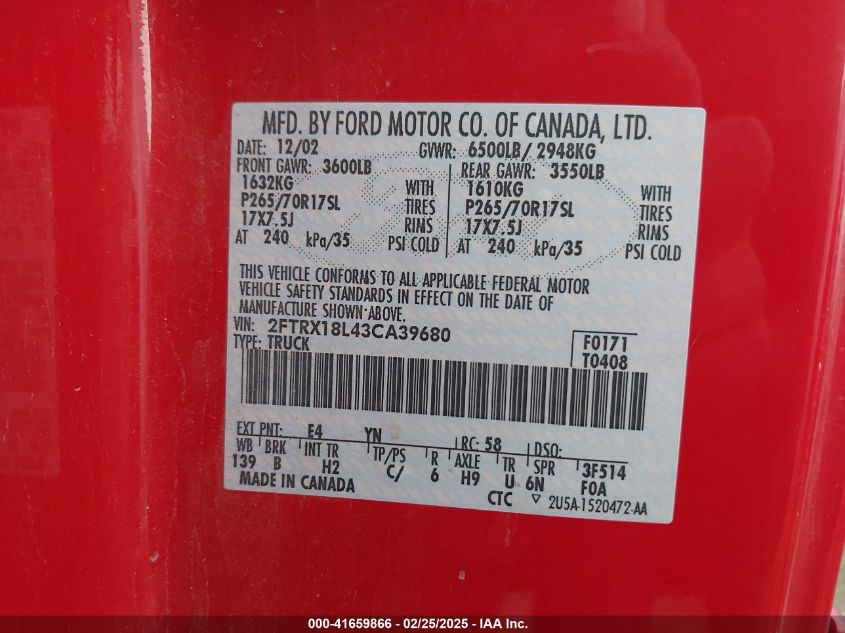 MFD. BY FORD MOTOR CO. OF CANADA, LTD.
DATE: 12/02 GVWR: 6500LB/ 2948KG
FRONT GAWR: 3600LB REAR GAWR: 3550LB
1632KG WITH 1610KG WITH
P265/70R17SL TIRES P265/70R17SL TIRES
17X7.5J RIMS 17X7.5J RIMS
AT 240 kPa/35 PSI COLD AT 240 kPa/35 PSI COLD
THIS VEHICLE CONFORMS TO ALL APPLICABLE FEDERAL MOTOR
VEHICLE SAFETY STANDARDS IN EFFECT ON THE DATE OF
MANUFACTURE SHOWN ABOVE.
VIN: 2FTRX18L43CA39680
TYPE: TRUCK F0171
T0408
EXT PNT: E4 YN RC: 58 DSO:
WB BRK INT TR TP/PS R AXLE TR SPR 3F514
139 B H2 C/ 6 H9 U 6N F0A
MADE IN CANADA CTC ▽ 2U5A-1520472-AA
000-41659866 - 02/25/2025 - IAA Inc.